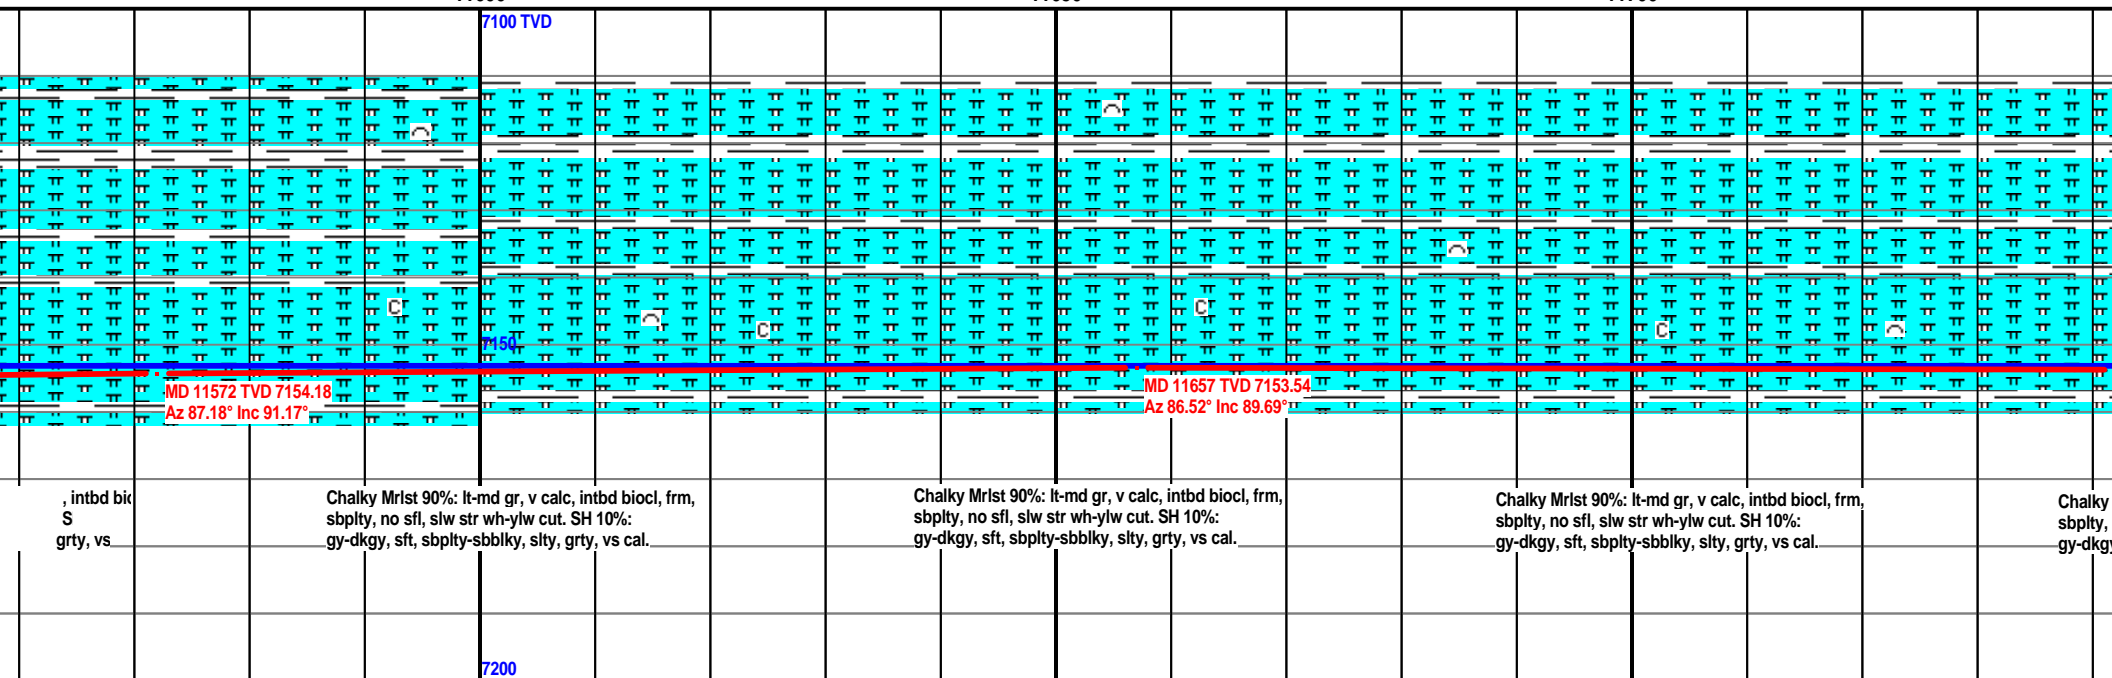 7100 TVD
7150
MD 11572 TVD 7154.18
Az 87.18° Inc 91.17°
MD 11657 TVD 7153.54
Az 86.52° Inc 89.69°
C
C
C
C
, intbd bio
S
grty, vs
Chalky Mrlst 90%: lt-md gr, v calc, intbd biocl, frm,
sbplty, no sfl, slw str wh-ylw cut. SH 10%:
gy-dkgy, sft, sbplty-sbblky, slty, grty, vs cal.
Chalky Mrlst 90%: lt-md gr, v calc, intbd biocl, frm,
sbplty, no sfl, slw str wh-ylw cut. SH 10%:
gy-dkgy, sft, sbplty-sbblky, slty, grty, vs cal.
Chalky Mrlst 90%: lt-md gr, v calc, intbd biocl, frm,
sbplty, no sfl, slw str wh-ylw cut. SH 10%:
gy-dkgy, sft, sbplty-sbblky, slty, grty, vs cal.
Chalky
sbplty,
gy-dkgy
7200